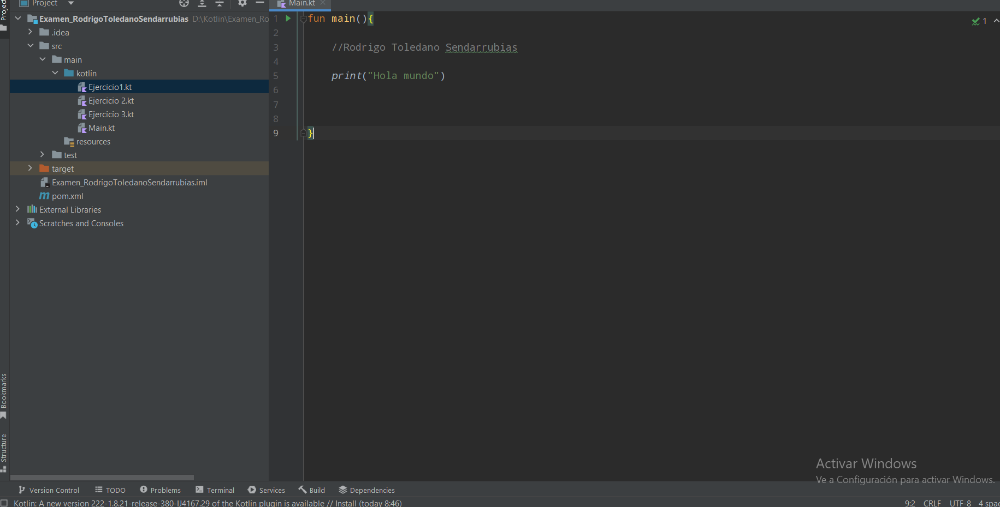 Project
Main.kt
Project
Examen_RodrigoToledanoSendarrubias D:\Kotlin\Examen_Ro
.idea
src
main
kotlin
Ejercicio1.kt
Ejercicio 2.kt
Ejercicio 3.kt
Main.kt
resources
test
target
Examen_RodrigoToledanoSendarrubias.iml
pom.xml
External Libraries
Scratches and Consoles
1 fun main(){
2
3 //Rodrigo Toledano Sendarrubias
4
5 print("Hola mundo")
6
7
8
9 }
1
Bookmarks
Structure
Activar Windows
Ve a Configuración para activar Windows.
Version Control TODO Problems Terminal Services Build Dependencies
Kotlin: A new version 222-1.8.21-release-380-IJ4167.29 of the Kotlin plugin is available // Install (today 8:46) 9:2 CRLF UTF-8 4 spac